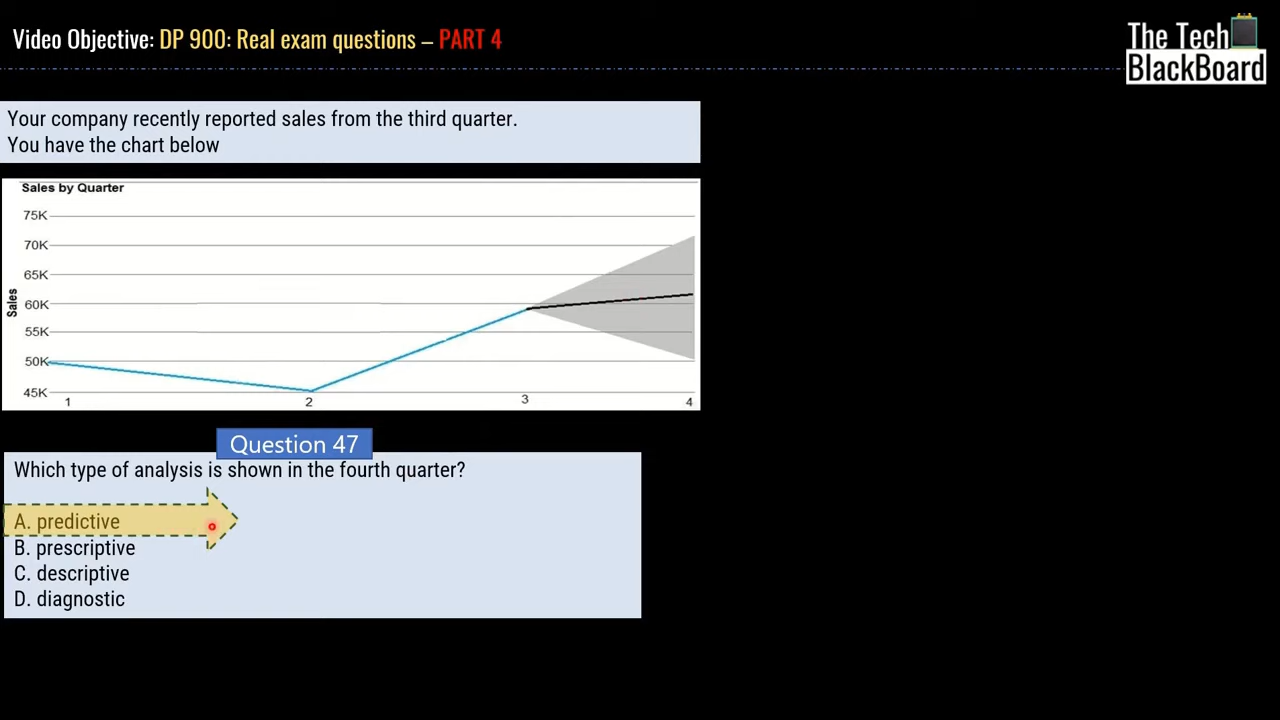 Video Objective: DP 900: Real exam questions – PART 4
The Tech
BlackBoard
Your company recently reported sales from the third quarter.
You have the chart below
Sales by Quarter
75K
70K
65K
60K
55K
50K
45K
Sales
1 2 3 4
Question 47
Which type of analysis is shown in the fourth quarter?
A. predictive
B. prescriptive
C. descriptive
D. diagnostic